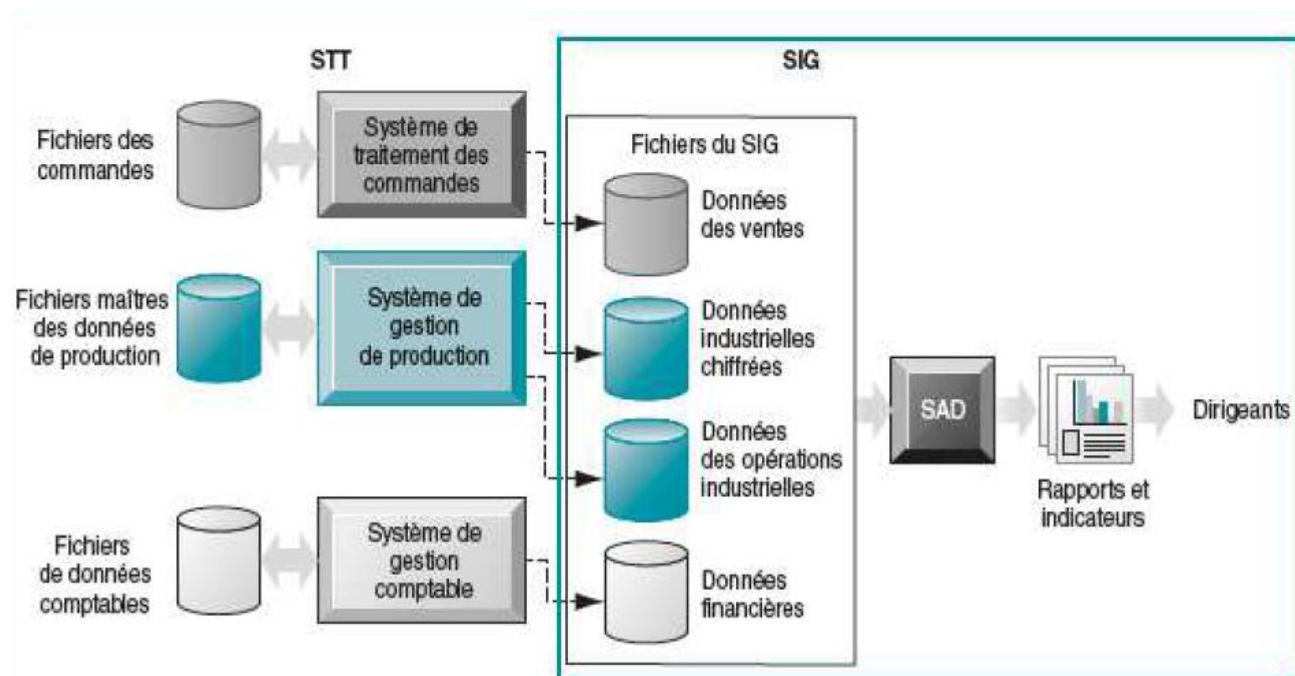 STT
SIG
Fichiers des
commandes
Système de
traitement des
commandes
Fichiers maîtres
des données
de production
Système de
gestion
de production
Fichiers
de données
comptables
Système de
gestion
comptable
Fichiers du SIG
Données
des ventes
Données
industrielles
chiffrées
Données
des opérations
industrielles
Données
financières
SAD
Rapports et
indicateurs
Dirigeants